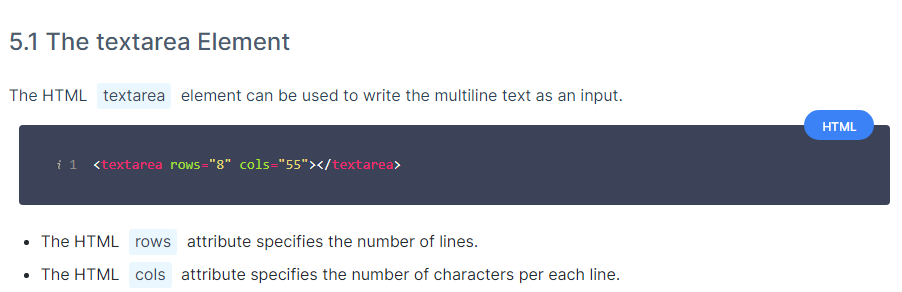 5.1 The textarea Element
The HTML textarea element can be used to write the multiline text as an input.
HTML
i 1 <textarea rows="8" cols="55"></textarea>
The HTML rows attribute specifies the number of lines.
The HTML cols attribute specifies the number of characters per each line.